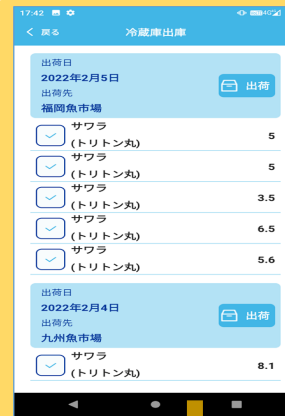 17:42
4G
戻る 冷蔵庫出庫
出荷日
2022年2月5日
出荷先
福岡魚市場
出荷
サワラ
(トリトン丸)
5
サワラ
(トリトン丸)
5
サワラ
(トリトン丸)
3.5
サワラ
(トリトン丸)
6.5
サワラ
(トリトン丸)
5.6
出荷日
2022年2月4日
出荷先
九州魚市場
出荷
サワラ
(トリトン丸)
8.1